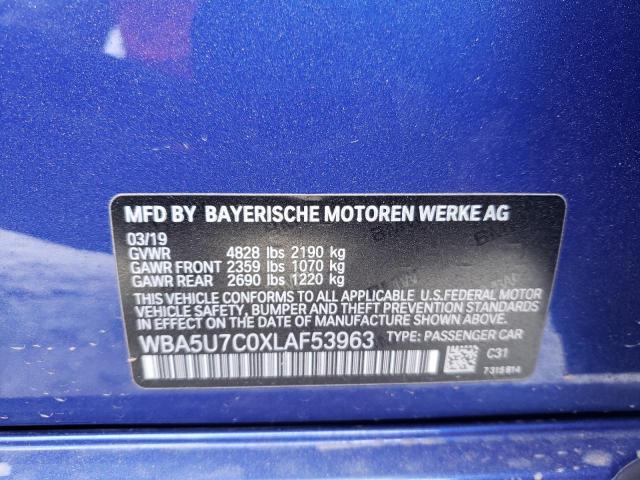 MFD BY BAYERISCHE MOTOREN WERKE AG
03/19
GVWR 4828 lbs 2190 kg
GAWR FRONT 2359 lbs 1070 kg
GAWR REAR 2690 lbs 1220 kg
THIS VEHICLE CONFORMS TO ALL APPLICABLE U.S.FEDERAL MOTOR
VEHICLE SAFETY, BUMPER, AND THEFT PREVENTION STANDARDS
IN EFFECT ON THE DATE OF MANUFACTURE SHOWN ABOVE.
WBA5U7C0XLAF53963 TYPE: PASSENGER CAR
C31
7315814